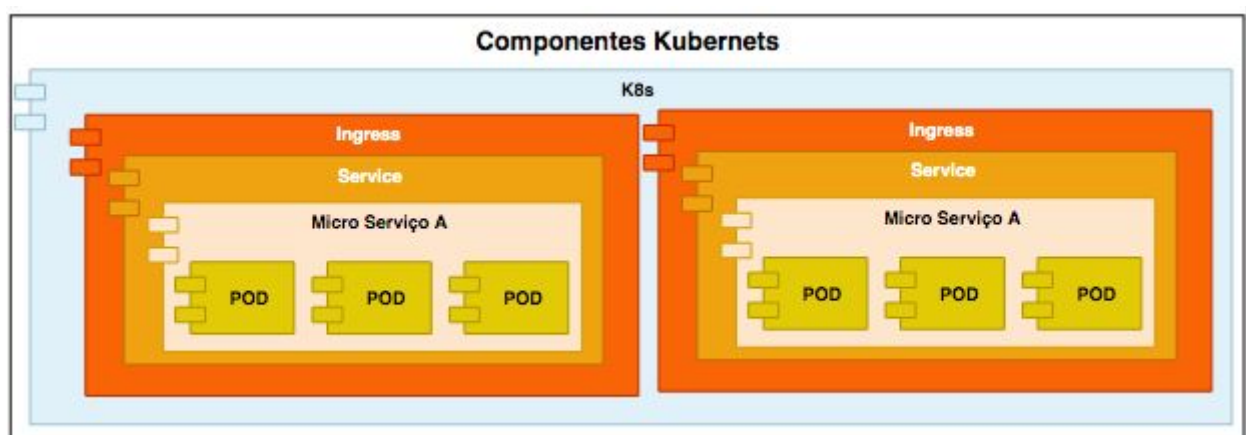 Componentes Kubernets
K8s
Ingress
Service
Micro Serviço A
POD POD POD
Ingress
Service
Micro Serviço A
POD POD POD